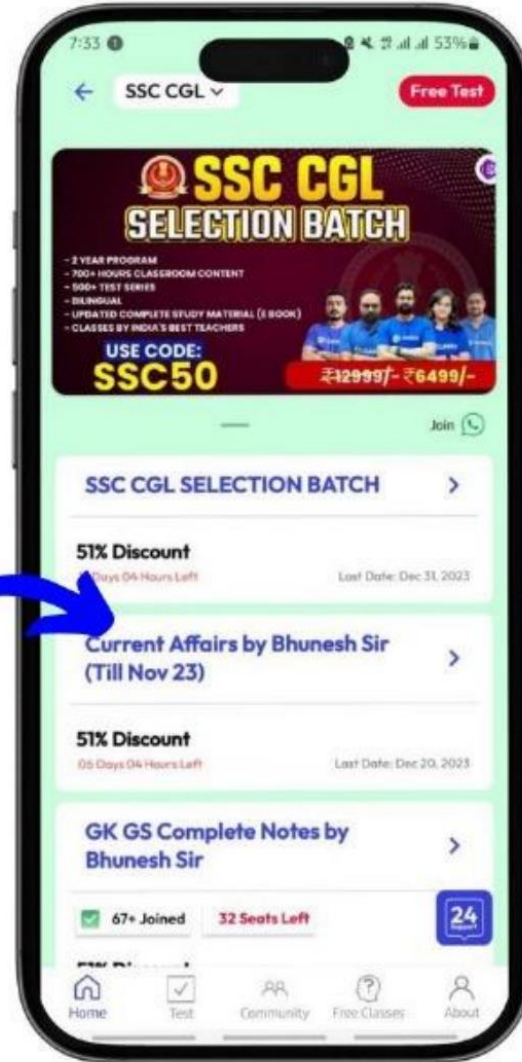 7:33
53%
SSC CGL
Free Test
SSC CGL
SELECTION BATCH
- 2 YEAR PROGRAM
- 700+ HOURS CLASSROOM CONTENT
- 500+ TEST SERIES
- BILINGUAL
- UPDATED COMPLETE STUDY MATERIAL (E BOOK)
- CLASSES BY INDIA'S BEST TEACHERS
USE CODE:
SSC50
₹12999/- ₹6499/-
Join
SSC CGL SELECTION BATCH
51% Discount
Days 04 Hours Left
Last Date: Dec 31, 2023
Current Affairs by Bhunesh Sir
(Till Nov 23)
51% Discount
05 Days 04 Hours Left
Last Date: Dec 20, 2023
GK GS Complete Notes by
Bhunesh Sir
67+ Joined
32 Seats Left
24
Support
Home
Test
Community
Free Classes
About